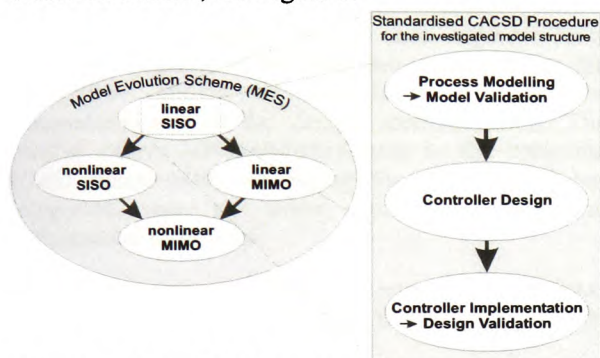 Model Evolution Scheme (MES)
linear
SISO
nonlinear
SISO
linear
MIMO
nonlinear
MIMO
Standardised CACSD Procedure
for the investigated model structure
Process Modelling
→ Model Validation
Controller Design
Controller Implementation
→ Design Validation